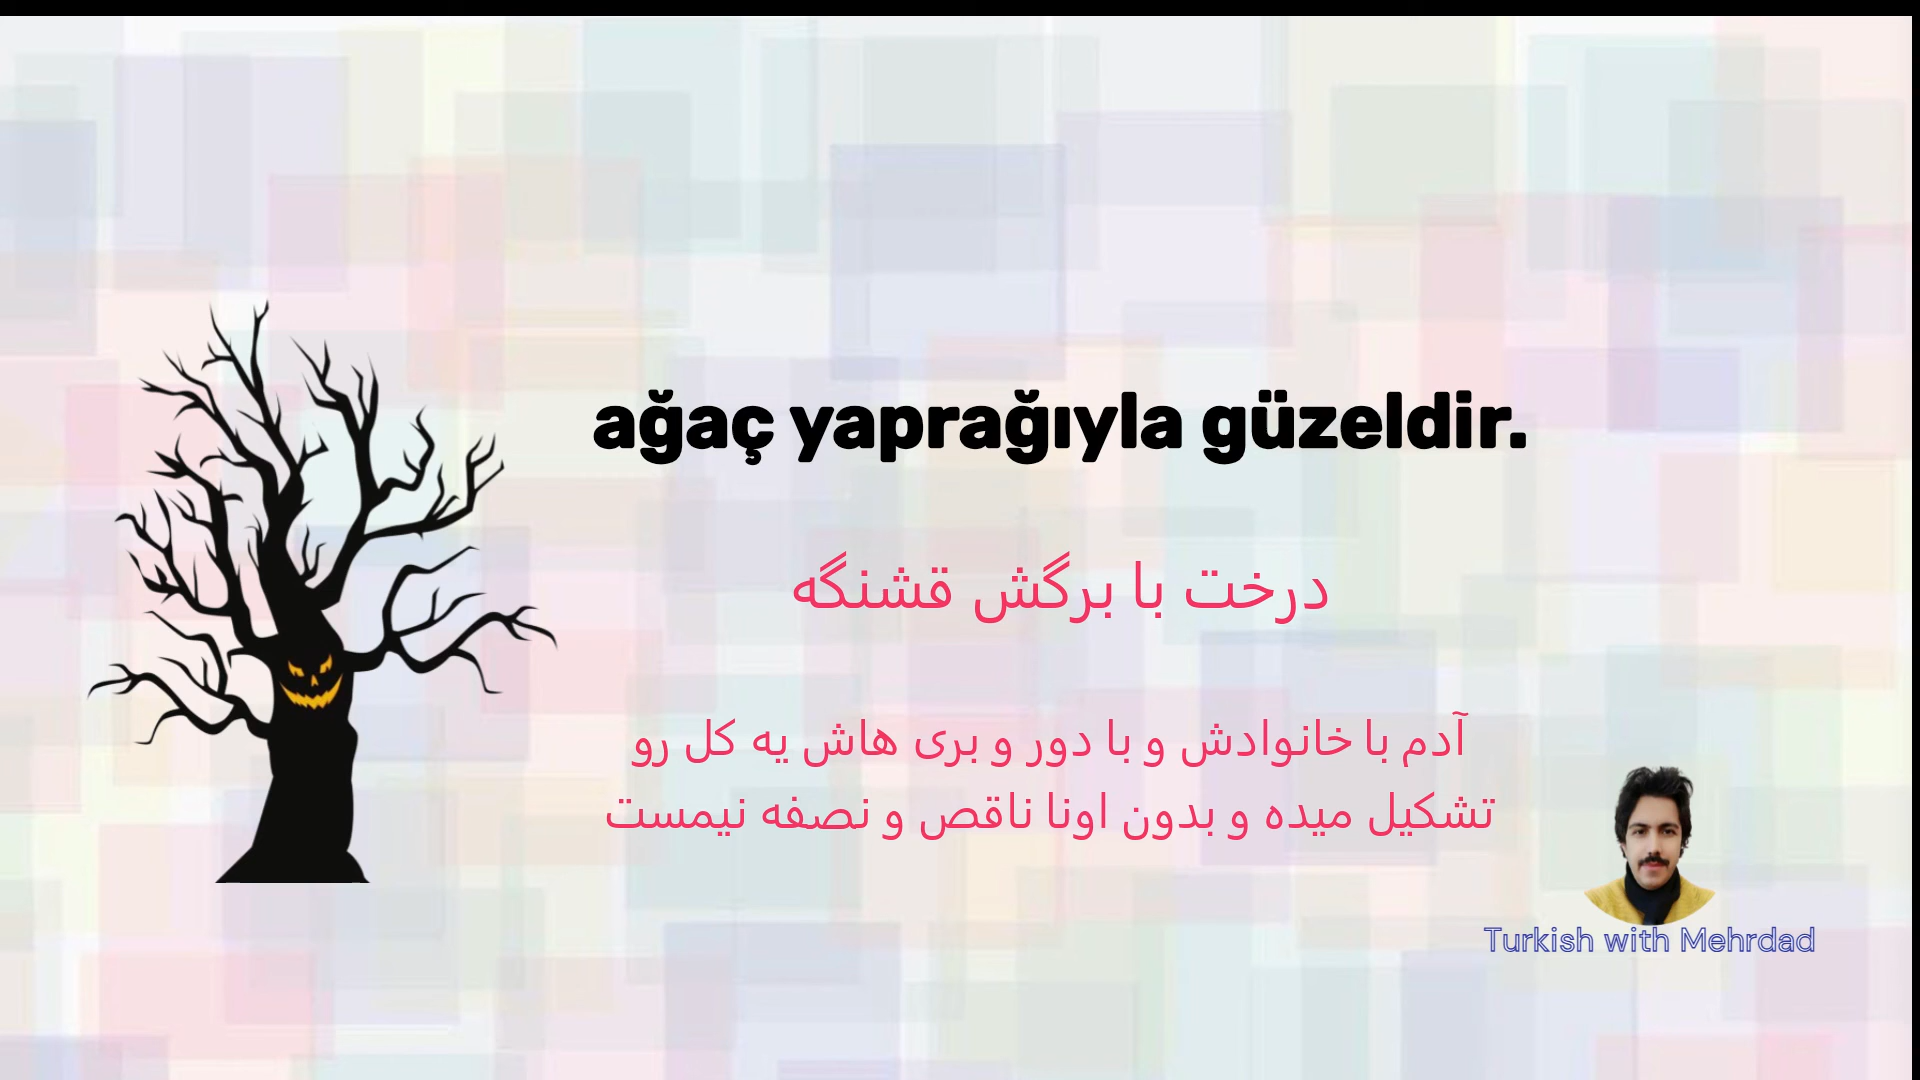 ağaç yaprağıyla güzeldir.
درخت با برگش قشنگه
آدم با خانوادش و با دور و بری هاش یه کل رو
تشکیل میده و بدون اونا ناقص و نصفه نیمست
Turkish with Mehrdad